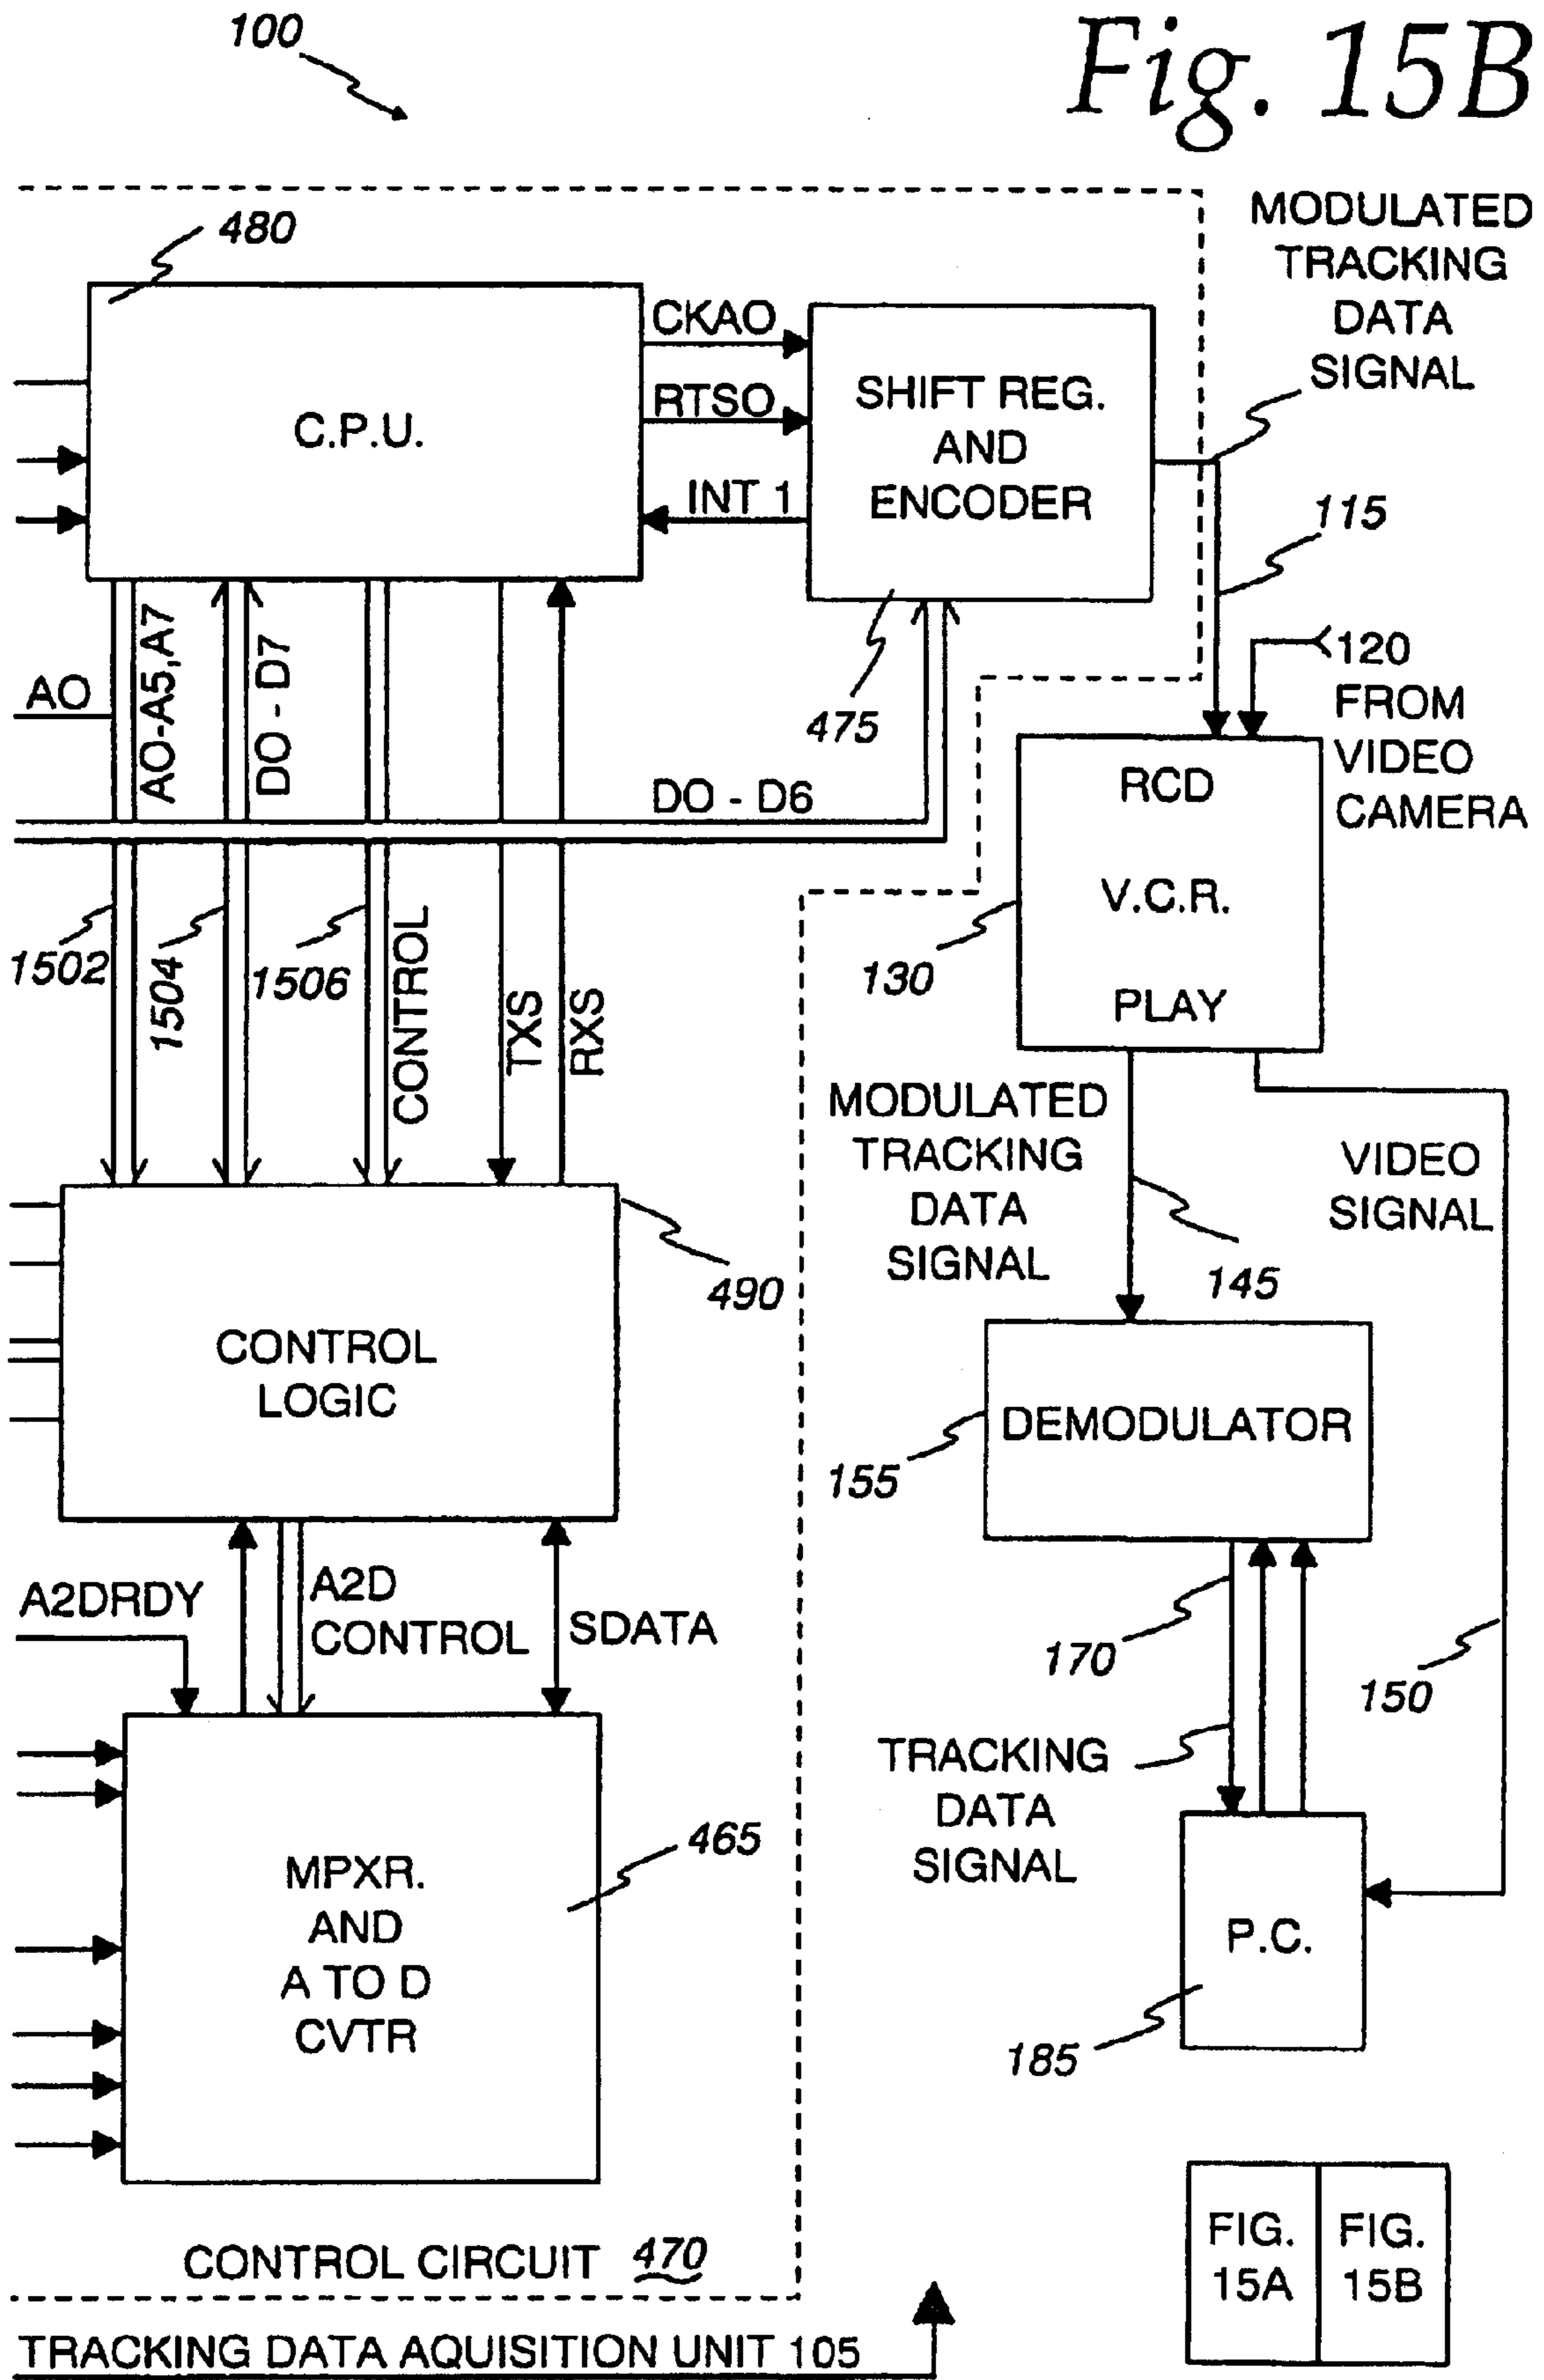 100
Fig. 15B
480
MODULATED
TRACKING
DATA
SIGNAL
C.P.U.
CKAO
RTSO
INT 1
SHIFT REG.
AND
ENCODER
115
AO
AO-A5,A7
DO - D7
475
120
FROM
VIDEO
CAMERA
DO - D6
RCD
V.C.R.
PLAY
130
1502
1504
1506
CONTROL
TXS
RXS
MODULATED
TRACKING
DATA
SIGNAL
VIDEO
SIGNAL
145
490
CONTROL
LOGIC
DEMODULATOR
155
A2DRDY
A2D
CONTROL
SDATA
170
150
TRACKING
DATA
SIGNAL
465
MPXR.
AND
A TO D
CVTR
P.C.
185
CONTROL CIRCUIT 470
FIG.
15A
FIG.
15B
TRACKING DATA AQUISITION UNIT 105